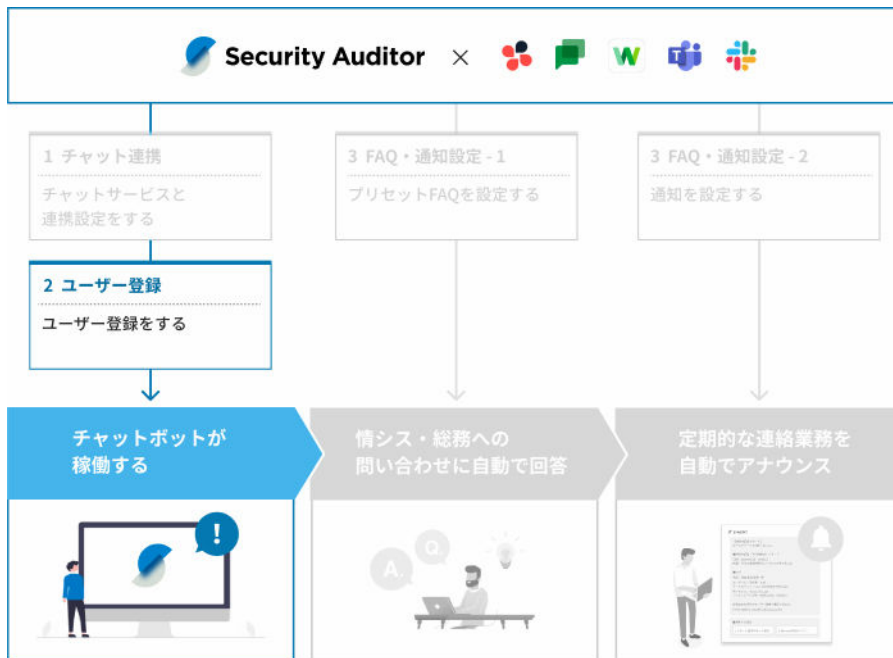 Security Auditor ×
1 チャット連携
チャットサービスと
連携設定をする
3 FAQ・通知設定 - 1
プリセットFAQを設定する
3 FAQ・通知設定 - 2
通知を設定する
2 ユーザー登録
ユーザー登録をする
チャットボットが
稼働する
情シス・総務への
問い合わせに自動で回答
定期的な連絡業務を
自動でアナウンス
!
A.
Q